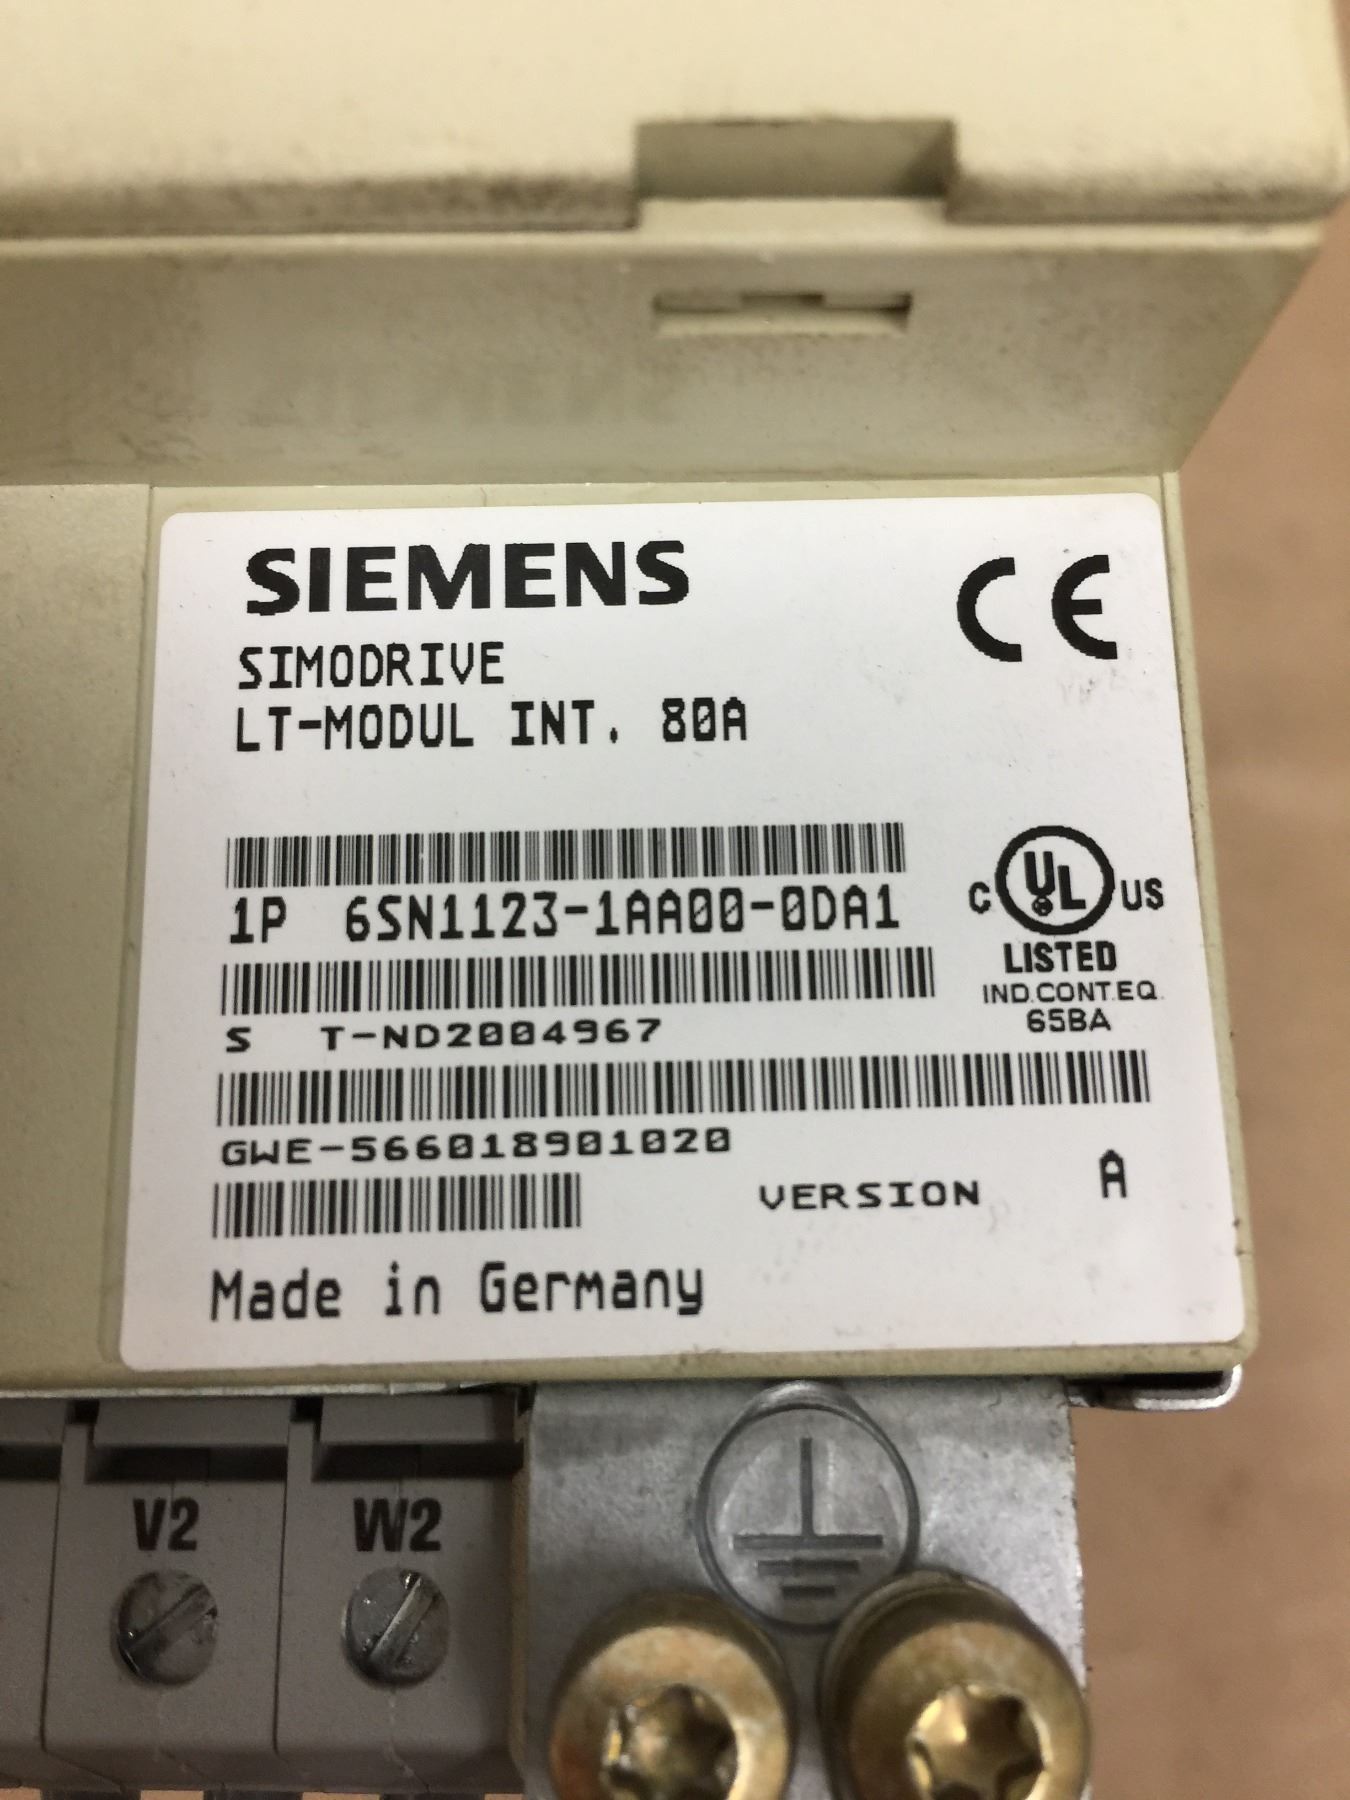 SIEMENS
CE
SIMODRIVE
LT-MODUL INT. 80A
1P 6SN1123-1AA00-0DA1
C UL US
LISTED
IND.CONT.EQ.
65BA
S T-ND2004967
GWE-566018901020
VERSION A
Made in Germany
V2 W2